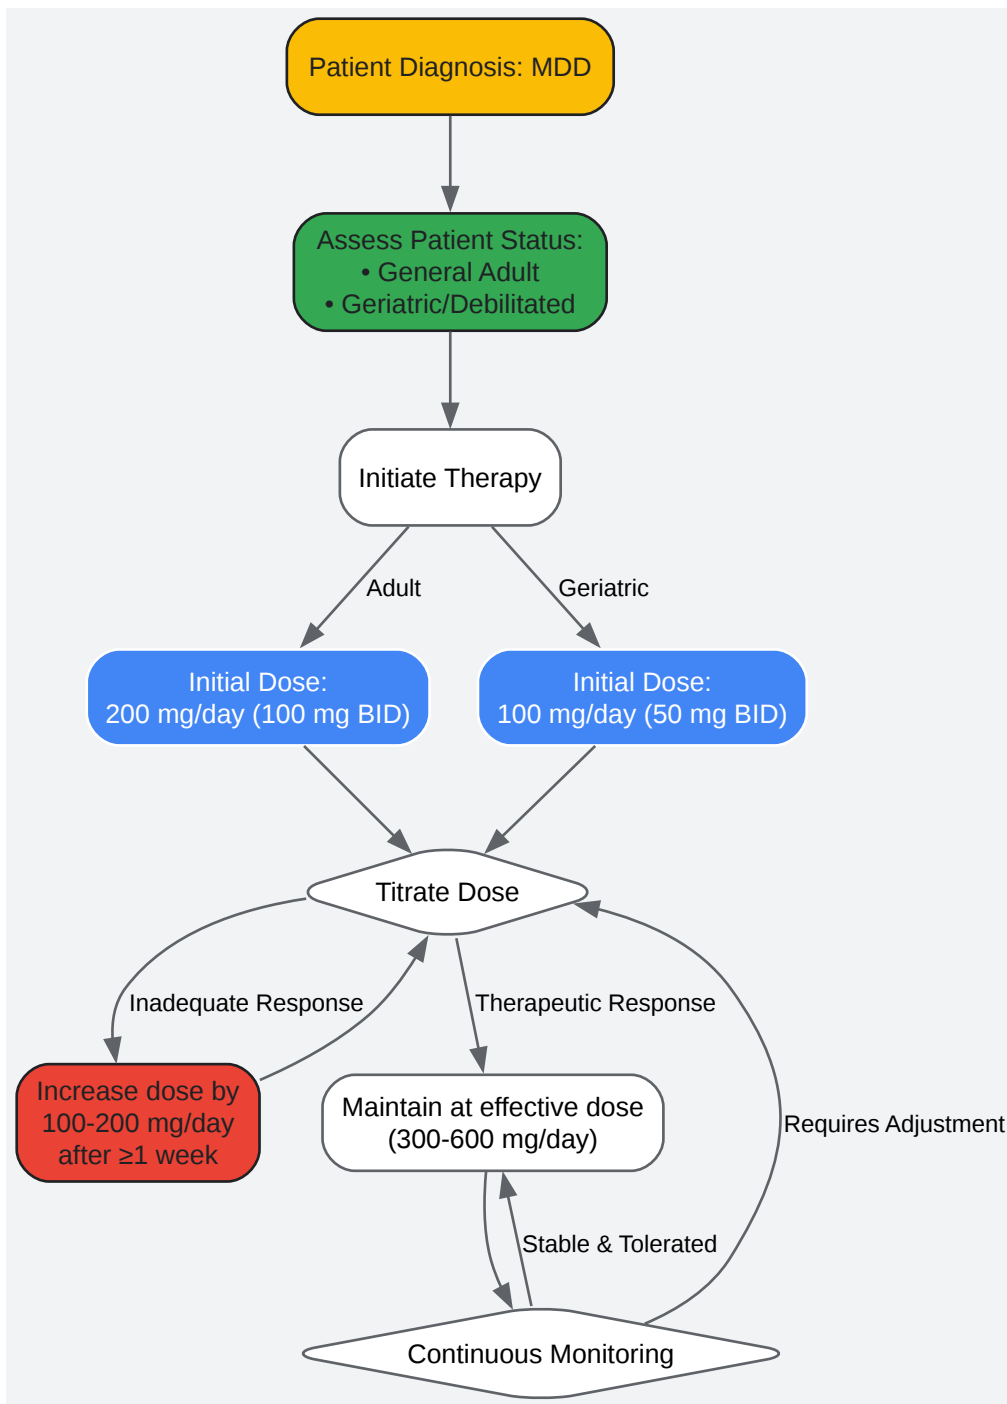 Patient Diagnosis: MDD
Assess Patient Status:
• General Adult
• Geriatric/Debilitated
Initiate Therapy
Adult
Geriatric
Initial Dose:
200 mg/day (100 mg BID)
Initial Dose:
100 mg/day (50 mg BID)
Titrate Dose
Inadequate Response
Therapeutic Response
Increase dose by
100-200 mg/day
after ≥1 week
Maintain at effective dose
(300-600 mg/day)
Requires Adjustment
Stable & Tolerated
Continuous Monitoring